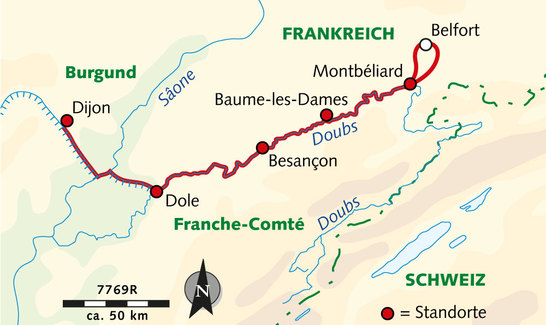 FRANKREICH
Belfort
Burgund
Sâone
Montbéliard
Dijon
Baume-les-Dames
Doubs
Besançon
Dole
Franche-Comté
Doubs
7769R
ca. 50 km
N
SCHWEIZ
= Standorte